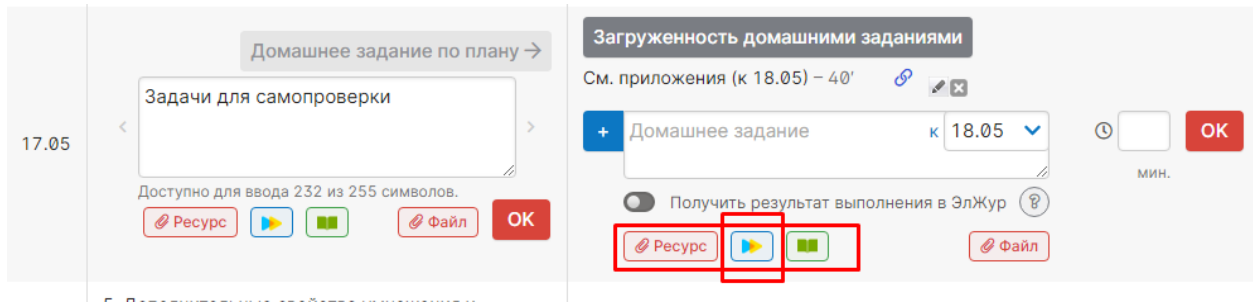 17.05
Домашнее задание по плану →
Задачи для самопроверки
Доступно для ввода 232 из 255 символов.
Ресурс
Файл
OK
Загруженность домашними заданиями
См. приложения (к 18.05) – 40'
+ Домашнее задание к 18.05
OK
мин.
Получить результат выполнения в ЭлЖур ?
Ресурс
Файл